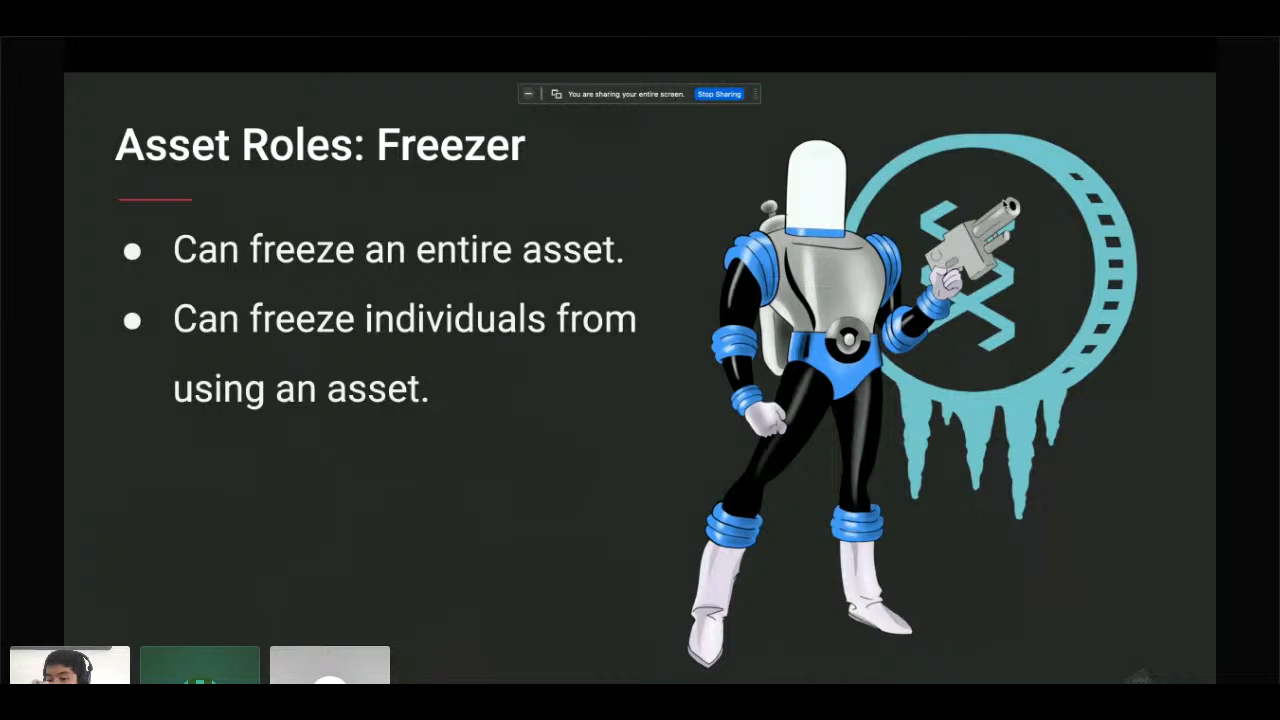 You are sharing your entire screen. Stop Sharing
Asset Roles: Freezer
● Can freeze an entire asset.
● Can freeze individuals from
using an asset.